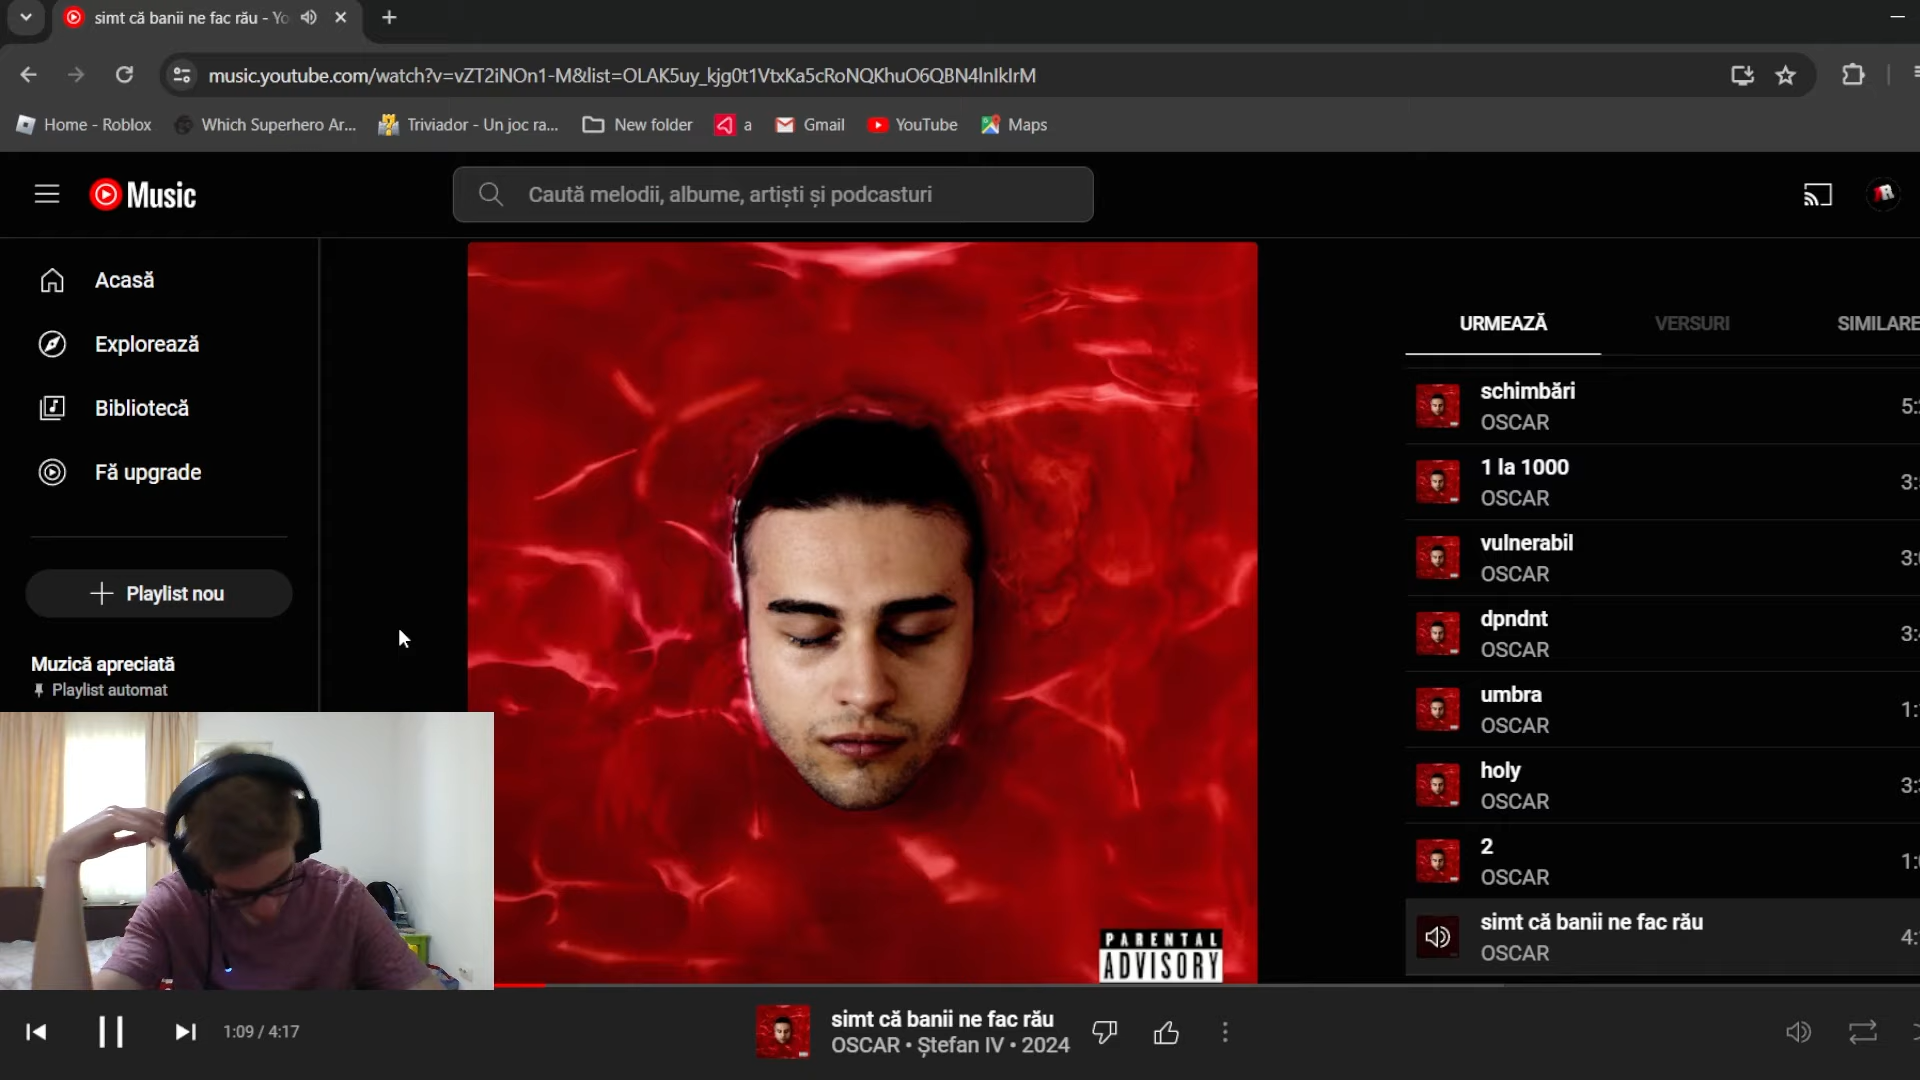 simt că banii ne fac rău - Yo
music.youtube.com/watch?v=vZT2iNOn1-M&list=OLAK5uy_kjg0t1VtxKa5cRoNQKhuO6QBN4lnIkIrM
Home - Roblox
Which Superhero Ar...
Triviador - Un joc ra...
New folder
a
Gmail
YouTube
Maps
Music
Caută melodii, albume, artiști și podcasturi
Acasă
Explorează
Bibliotecă
Fă upgrade
Playlist nou
Muzică apreciată
Playlist automat
URMEAZĂ
VERSURI
SIMILARE
schimbări
OSCAR
1 la 1000
OSCAR
vulnerabil
OSCAR
dpndnt
OSCAR
umbra
OSCAR
holy
OSCAR
2
OSCAR
simt că banii ne fac rău
OSCAR
PARENTAL
ADVISORY
1:09 / 4:17
simt că banii ne fac rău
OSCAR • Ștefan IV • 2024